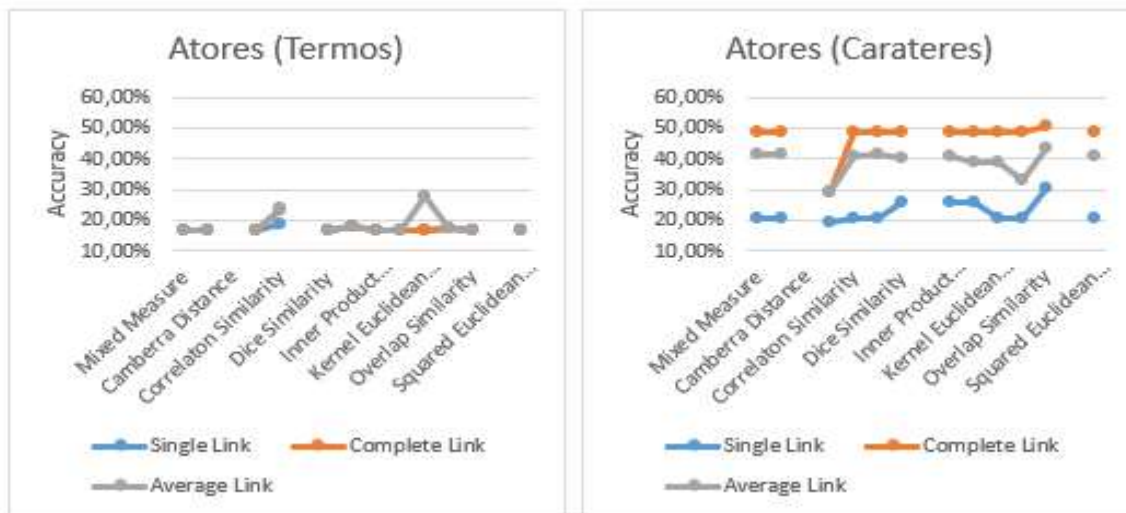 Atores (Termos)
Accuracy
60,00%
50,00%
40,00%
30,00%
20,00%
10,00%
Mixed Measure
Camberra Distance
Correlaton Similarity
Dice Similarity
Inner Product...
Kernel Euclidean...
Overlap Similarity
Squared Euclidean...
Single Link
Complete Link
Average Link
Atores (Carateres)
Accuracy
60,00%
50,00%
40,00%
30,00%
20,00%
10,00%
Mixed Measure
Camberra Distance
Correlaton Similarity
Dice Similarity
Inner Product...
Kernel Euclidean...
Overlap Similarity
Squared Euclidean...
Single Link
Complete Link
Average Link